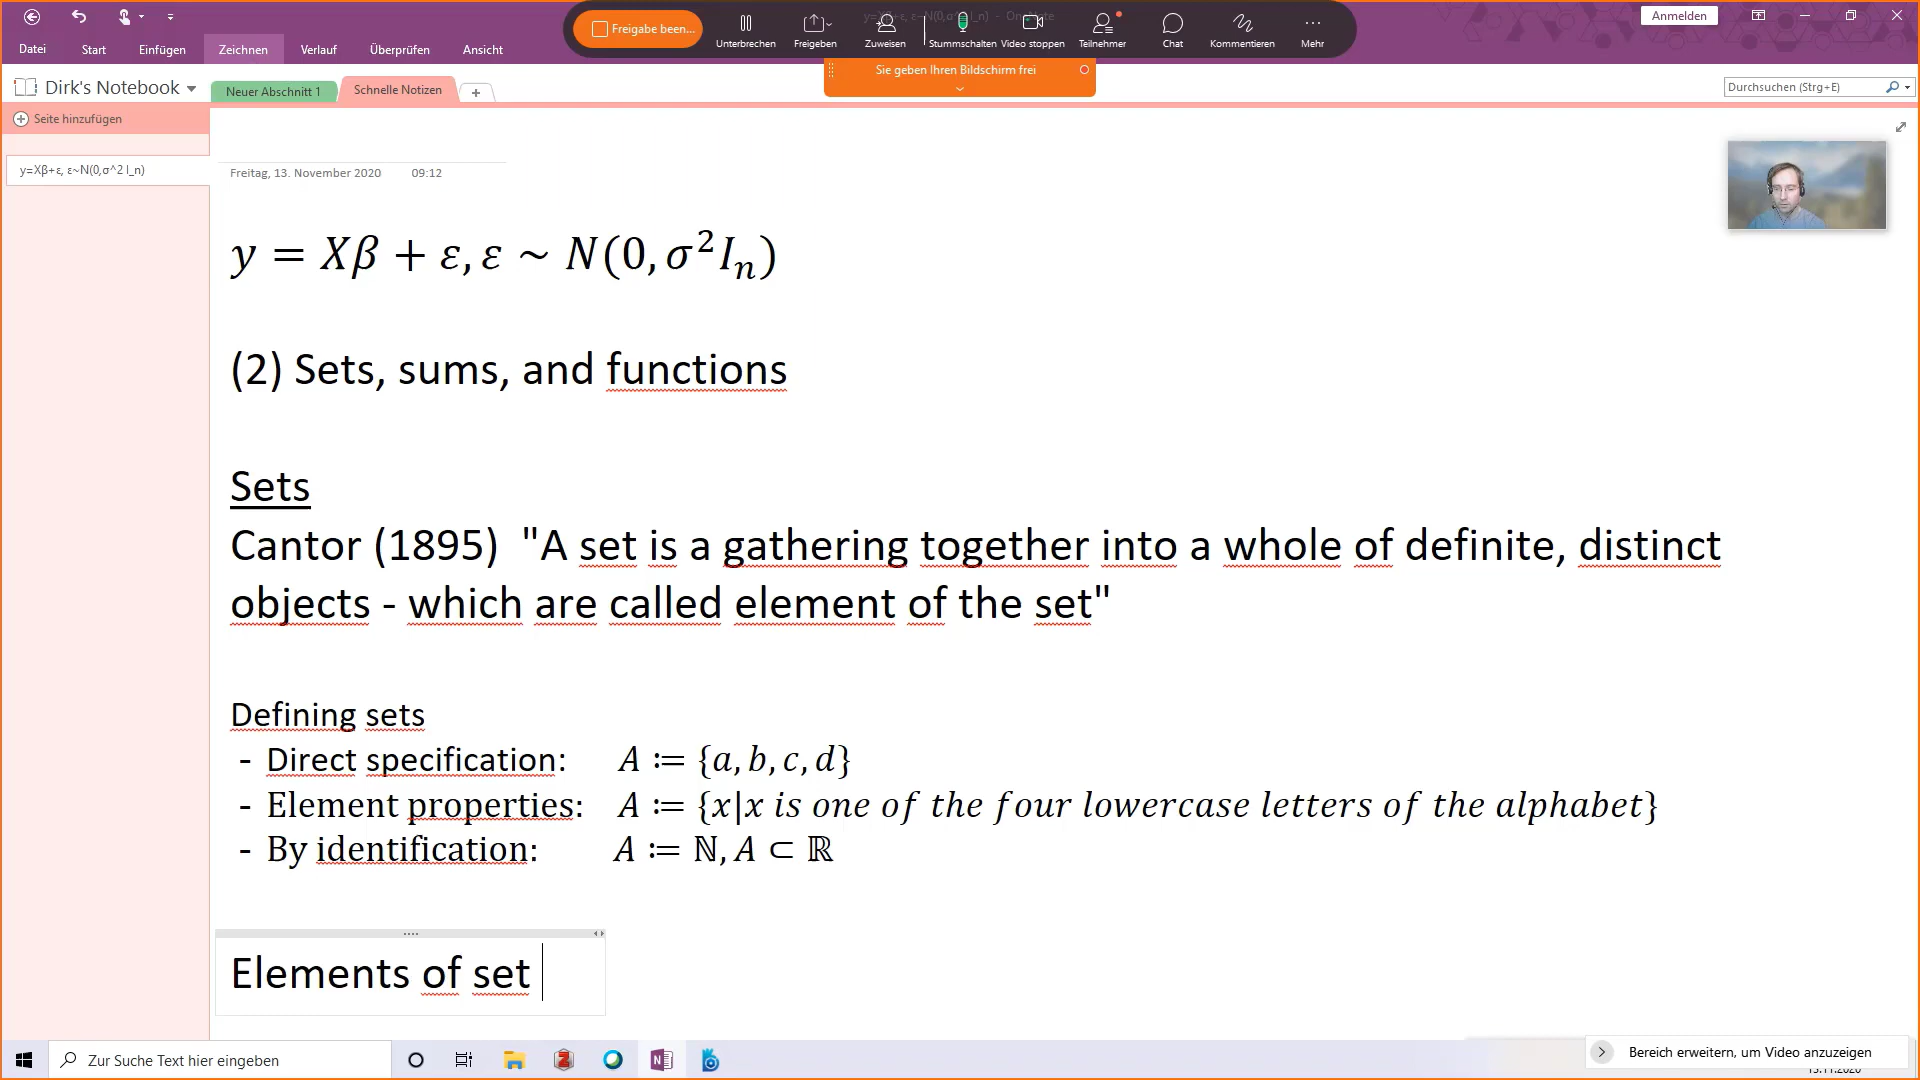 Anmelden
Datei Start Einfügen Zeichnen Verlauf Überprüfen Ansicht
Freigabe been... Unterbrechen Freigeben Zuweisen Stummschalten Video stoppen Teilnehmer Chat Kommentieren Mehr
Sie geben Ihren Bildschirm frei
Dirk's Notebook Neuer Abschnitt 1 Schnelle Notizen + Durchsuchen (Strg+E)
Seite hinzufügen
y=Xβ+ε, ε~N(0,σ^2 I_n)
Freitag, 13. November 2020 09:12
y = Xβ + ε, ε ~ N(0, σ²Iₙ)
(2) Sets, sums, and functions
Sets
Cantor (1895) "A set is a gathering together into a whole of definite, distinct
objects - which are called element of the set"
Defining sets
- Direct specification: A ≔ {a, b, c, d}
- Element properties: A ≔ {x|x is one of the four lowercase letters of the alphabet}
- By identification: A ≔ ℕ, A ⊂ ℝ
Elements of set
Zur Suche Text hier eingeben
Bereich erweitern, um Video anzuzeigen